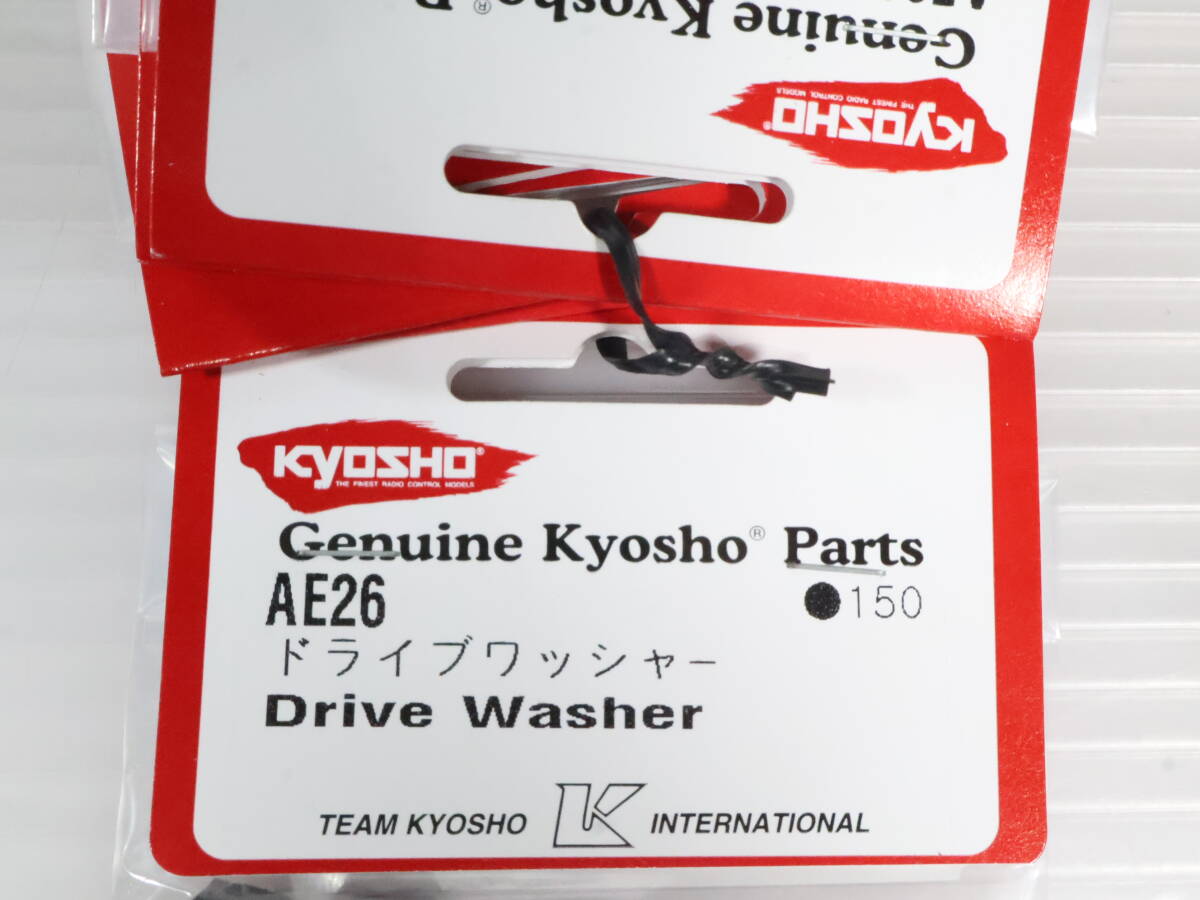 Genuine Kyosho®
KYOSHO®
THE FINEST RADIO CONTROL MODELS
KYOSHO®
THE FINEST RADIO CONTROL MODELS
Genuine Kyosho® Parts
AE26 ●150
ドライブワッシャー
Drive Washer
TEAM KYOSHO K INTERNATIONAL